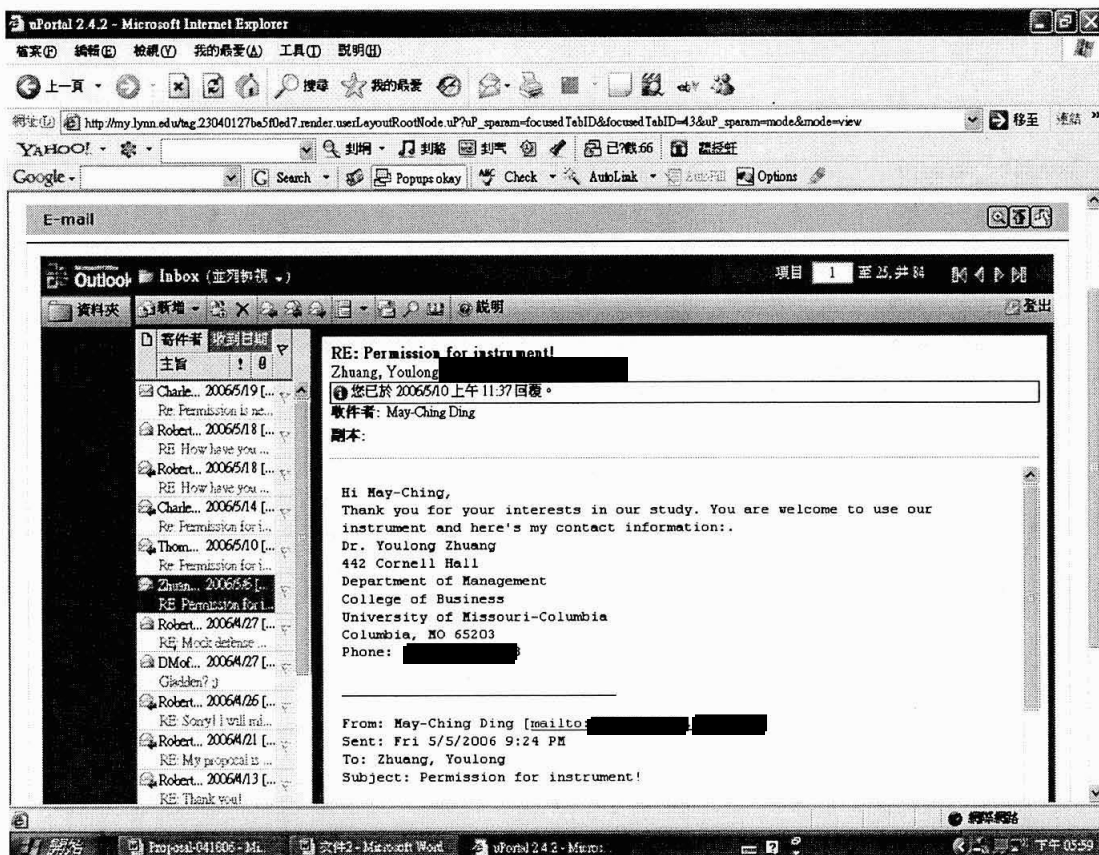 uPortal 2.4.2 - Microsoft Internet Explorer
檔案(F) 編輯(E) 檢視(V) 我的最愛(A) 工具(T) 說明(H)
上一頁 搜尋 我的最愛
網址(D) http://my.lynn.edu/tag.23040127ba5f0ed7.render.userLayoutRootNode.uP?uP_sparam=focusedTabID&focusedTabID=43&uP_sparam=mode&mode=view 移至 連結 »
YAHOO!
Google Search Popups okay Check AutoLink AutoFill Options
E-mail
Microsoft Office
Outlook Inbox 項目 1 至 25, 共 84
資料夾 新增 說明 登出
寄件者 收到日期
主旨 !
Charle... 2006/5/19 [...
Re: Permission is ne...
Robert... 2006/5/18 [...
RE: How have you ...
Robert... 2006/5/18 [...
RE: How have you ...
Charle... 2006/5/14 [...
Re: Permission for i...
Thom... 2006/5/10 [...
Re: Permission for i...
Zhuan... 2006/5/6 [...
RE: Permission for i...
Robert... 2006/4/27 [...
RE: Mock defense ...
DMof... 2006/4/27 [...
Gladden? ;)
Robert... 2006/4/26 [...
RE: Sorry! I will mi...
Robert... 2006/4/21 [...
RE: My proposal is ...
Robert... 2006/4/13 [...
RE: Thank you!
RE: Permission for instrument!
Zhuang, Youlong
您已於 2006/5/10 上午 11:37 回覆。
收件者: May-Ching Ding
副本:
Hi May-Ching,
Thank you for your interests in our study. You are welcome to use our
instrument and here's my contact information:.
Dr. Youlong Zhuang
442 Cornell Hall
Department of Management
College of Business
University of Missouri-Columbia
Columbia, MO 65203
Phone:
From: May-Ching Ding [mailto:
Sent: Fri 5/5/2006 9:24 PM
To: Zhuang, Youlong
Subject: Permission for instrument!
網際網路
開始 Proposal-041806 - Mi... 文件2 - Microsoft Word uPortal 2.4.2 - Micros... 下午 05:59